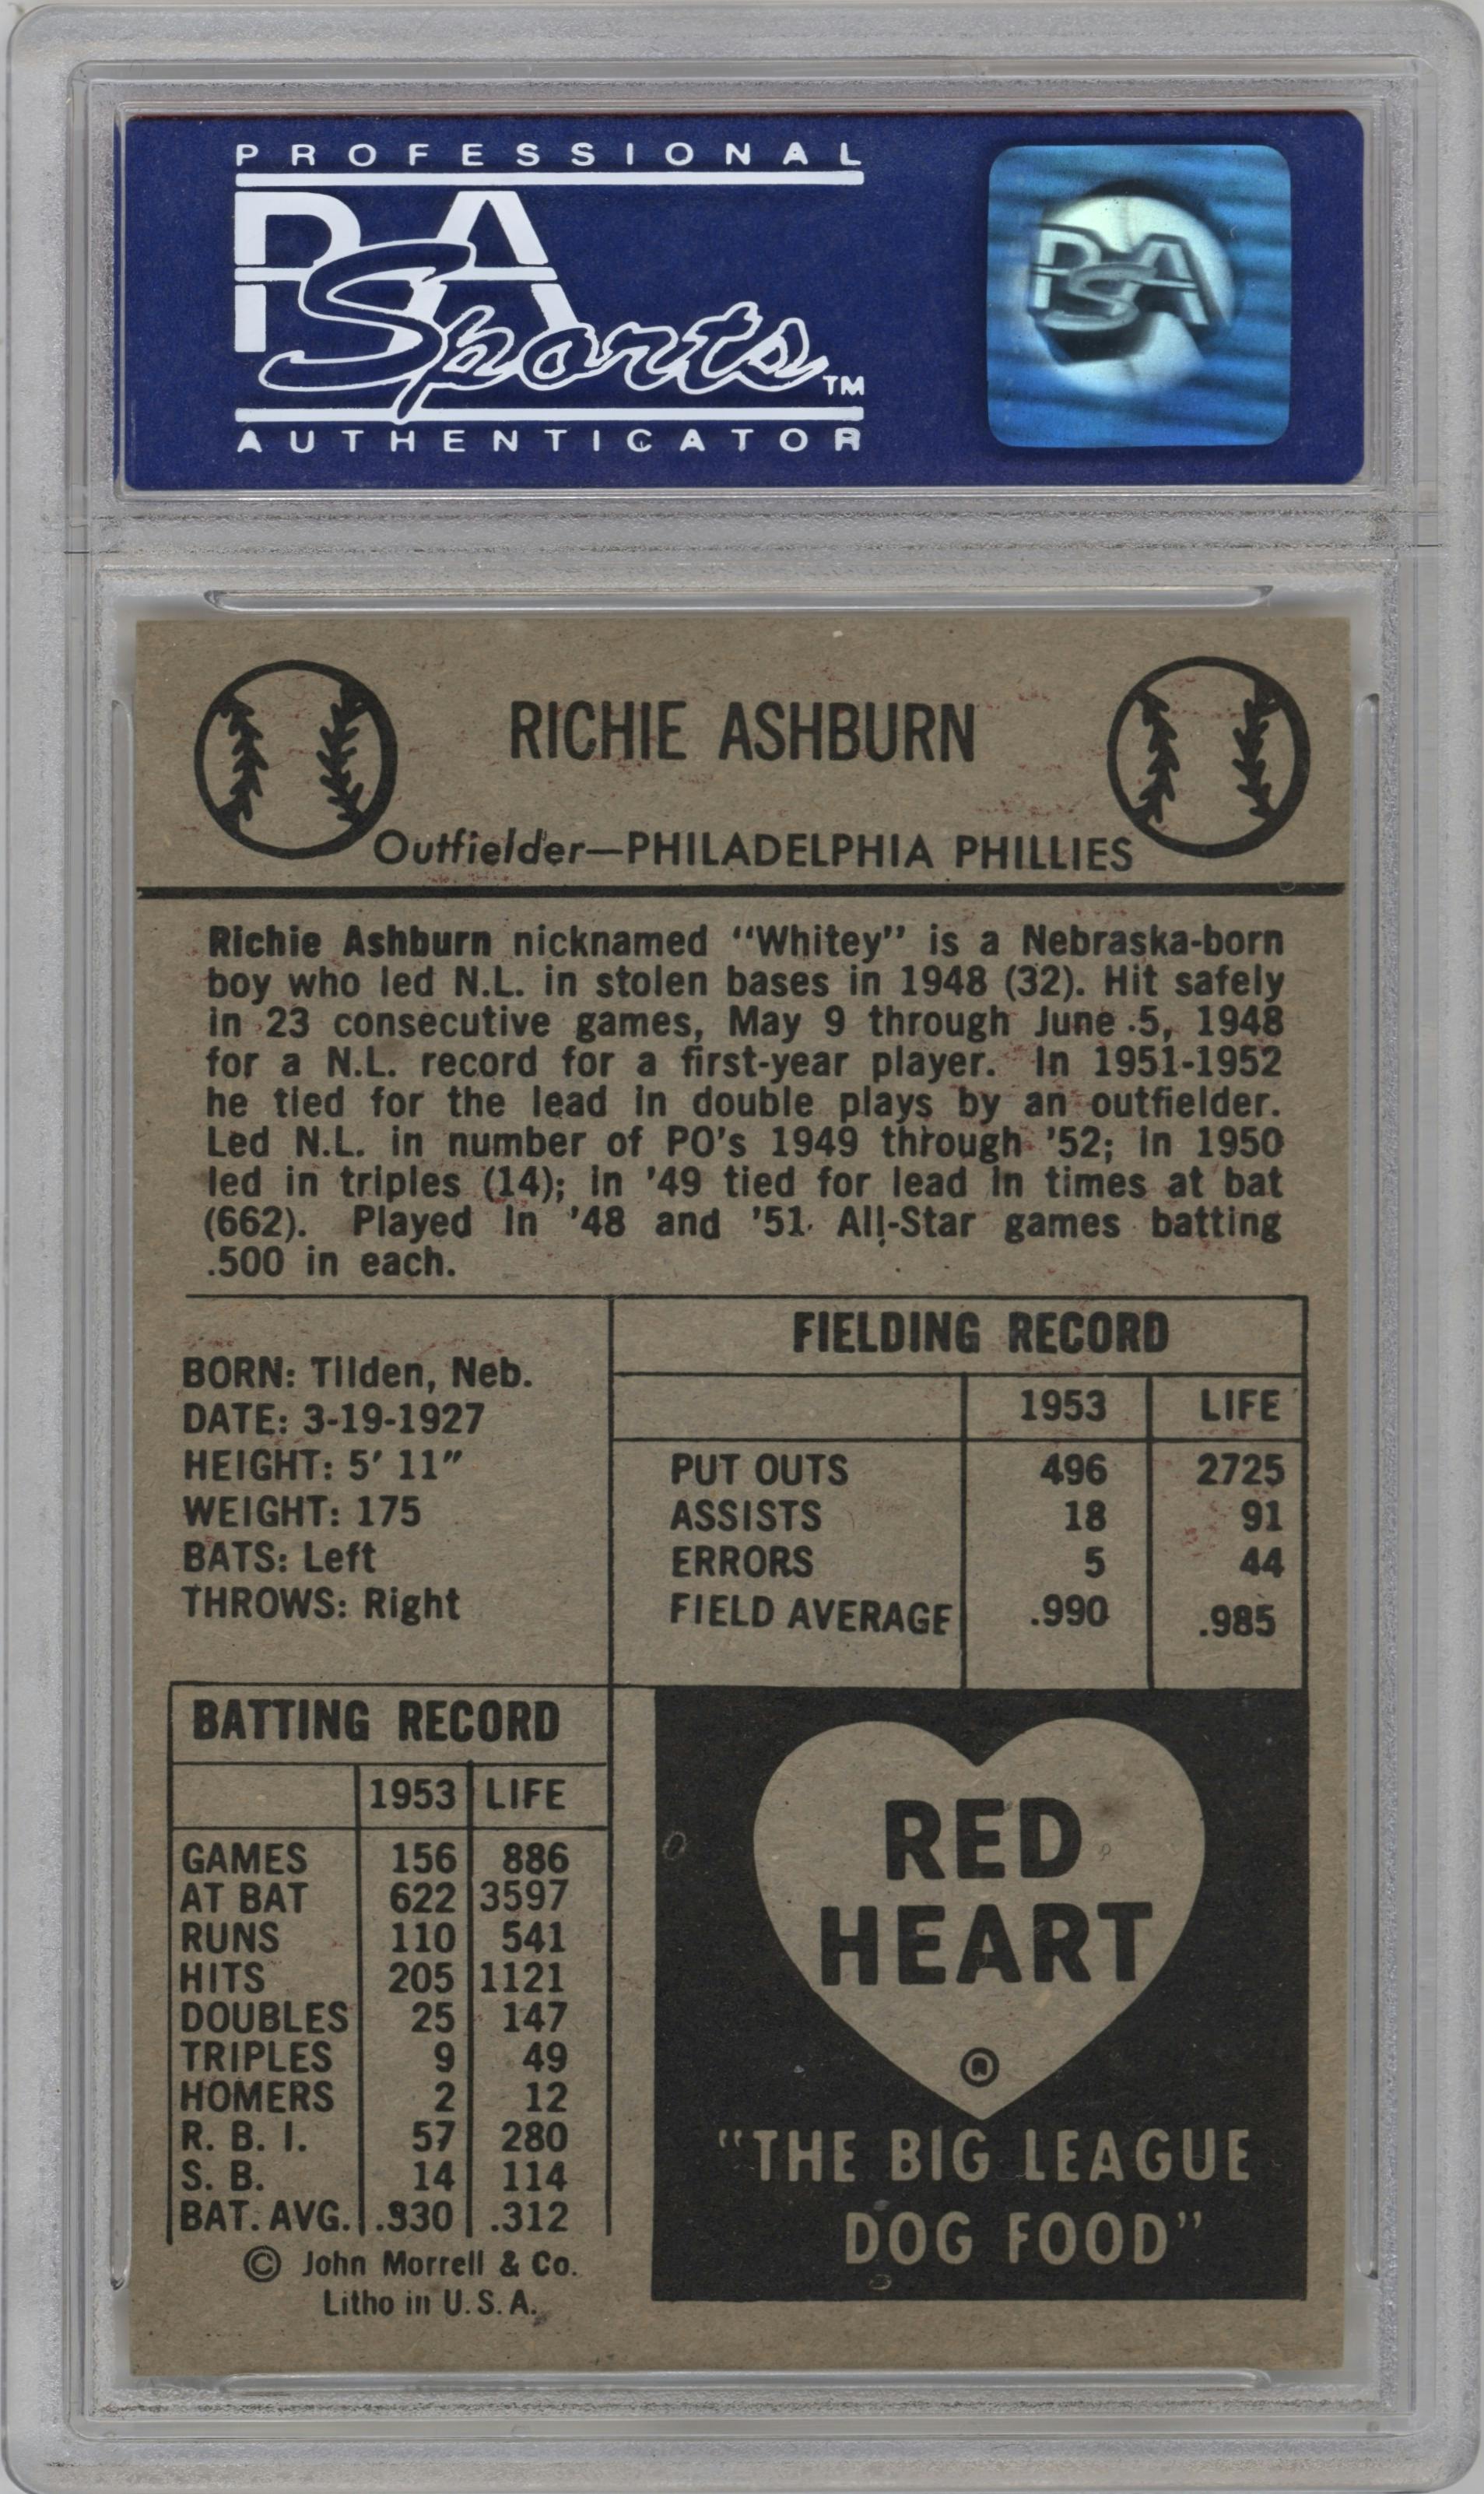 PROFESSIONAL
PSA
Sports™
AUTHENTICATOR
PSA
RICHIE ASHBURN
Outfielder—PHILADELPHIA PHILLIES
Richie Ashburn nicknamed “Whitey” is a Nebraska-born
boy who led N.L. in stolen bases in 1948 (32). Hit safely
in 23 consecutive games, May 9 through June 5, 1948
for a N.L. record for a first-year player. In 1951-1952
he tied for the lead in double plays by an outfielder.
Led N.L. in number of PO's 1949 through '52; in 1950
led in triples (14); in '49 tied for lead in times at bat
(662). Played in '48 and '51 All-Star games batting
.500 in each.
BORN: Tilden, Neb.
DATE: 3-19-1927
HEIGHT: 5' 11"
WEIGHT: 175
BATS: Left
THROWS: Right
FIELDING RECORD
1953 LIFE
PUT OUTS 496 2725
ASSISTS 18 91
ERRORS 5 44
FIELD AVERAGE .990 .985
BATTING RECORD
1953 LIFE
GAMES 156 886
AT BAT 622 3597
RUNS 110 541
HITS 205 1121
DOUBLES 25 147
TRIPLES 9 49
HOMERS 2 12
R. B. I. 57 280
S. B. 14 114
BAT. AVG. .330 .312
© John Morrell & Co.
Litho in U.S.A.
RED
HEART
®
“THE BIG LEAGUE
DOG FOOD”